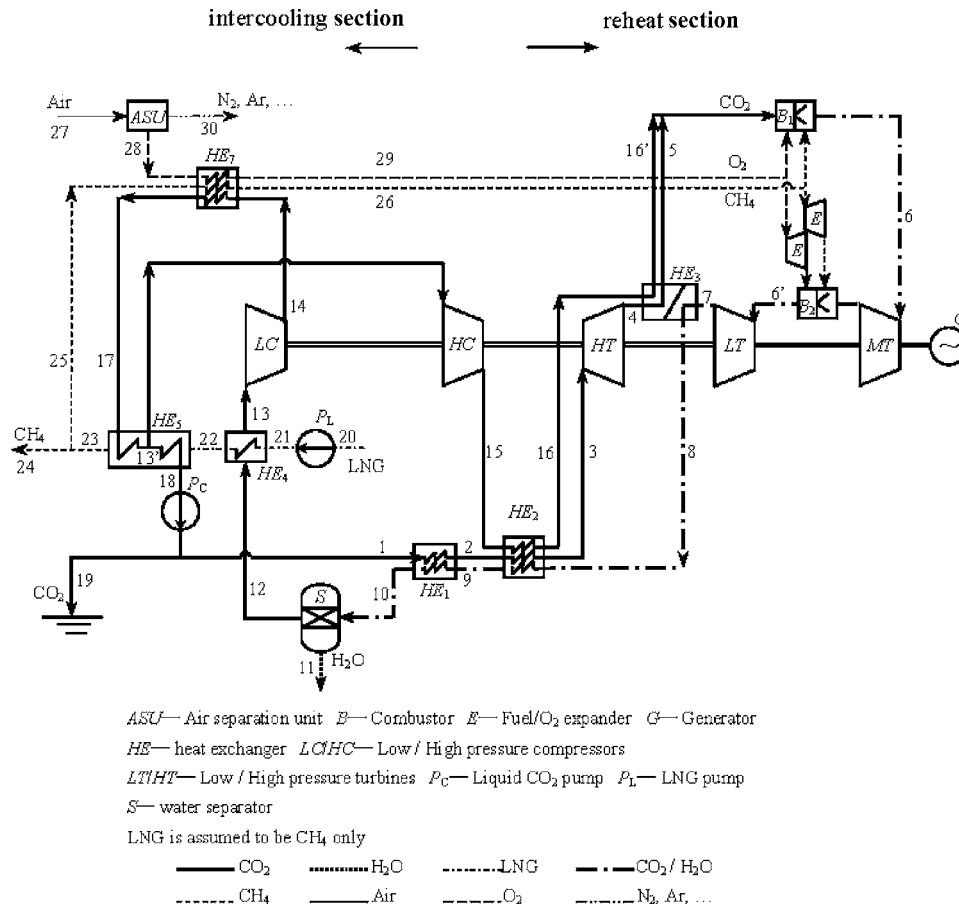 intercooling section
reheat section
Air
27
ASU
N₂, Ar, …
30
28
HE₇
29
26
O₂
CH₄
CO₂
B₁
16'
5
6
E
E
HE₃
7
6'
B₂
4
14
LC
HC
HT
LT
MT
25
17
13
HE₅
CH₄
24
23
13'
22
21
20
P_L
LNG
HE₄
18
P_C
15
16
3
8
HE₂
1
2
9
HE₁
10
12
19
CO₂
S
11
H₂O
ASU— Air separation unit B— Combustor E— Fuel/O₂ expander G— Generator
HE— heat exchanger LC/HC— Low / High pressure compressors
LT/HT— Low / High pressure turbines P_C— Liquid CO₂ pump P_L— LNG pump
S— water separator
LNG is assumed to be CH₄ only
CO₂ H₂O LNG CO₂ / H₂O
CH₄ Air O₂ N₂, Ar, …